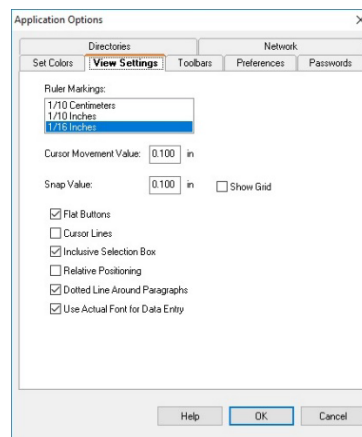 Application Options
Directories Network
Set Colors View Settings Toolbars Preferences Passwords
Ruler Markings:
1/10 Centimeters
1/10 Inches
1/16 Inches
Cursor Movement Value: 0.100 in
Snap Value: 0.100 in Show Grid
Flat Buttons
Cursor Lines
Inclusive Selection Box
Relative Positioning
Dotted Line Around Paragraphs
Use Actual Font for Data Entry
Help OK Cancel